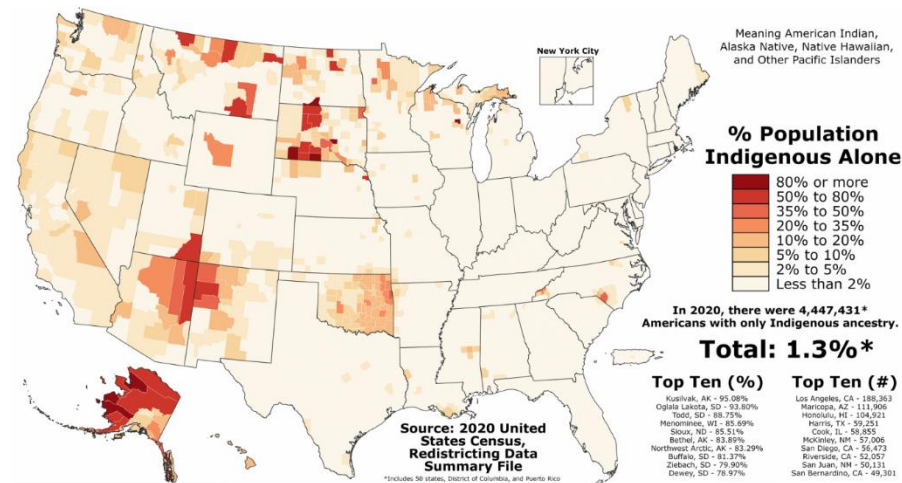 Meaning American Indian,
Alaska Native, Native Hawaiian,
and Other Pacific Islanders
New York City
% Population
Indigenous Alone
80% or more
50% to 80%
35% to 50%
20% to 35%
10% to 20%
5% to 10%
2% to 5%
Less than 2%
In 2020, there were 4,447,431*
Americans with only Indigenous ancestry.
Total: 1.3%*
Top Ten (%)
Kusilvak, AK - 95.08%
Oglala Lakota, SD - 93.80%
Todd, SD - 88.75%
Menominee, WI - 85.69%
Sioux, ND - 85.51%
Bethel, AK - 83.89%
Northwest Arctic, AK - 83.29%
Buffalo, SD - 81.37%
Ziebach, SD - 79.90%
Dewey, SD - 78.97%
Top Ten (#)
Los Angeles, CA - 188,363
Maricopa, AZ - 111,906
Honolulu, HI - 104,921
Harris, TX - 59,251
Cook, IL - 58,855
McKinley, NM - 57,006
San Diego, CA - 56,473
Riverside, CA - 52,057
San Juan, NM - 50,131
San Bernardino, CA - 49,301
Source: 2020 United
States Census,
Redistricting Data
Summary File
*Includes 50 states, District of Columbia, and Puerto Rico